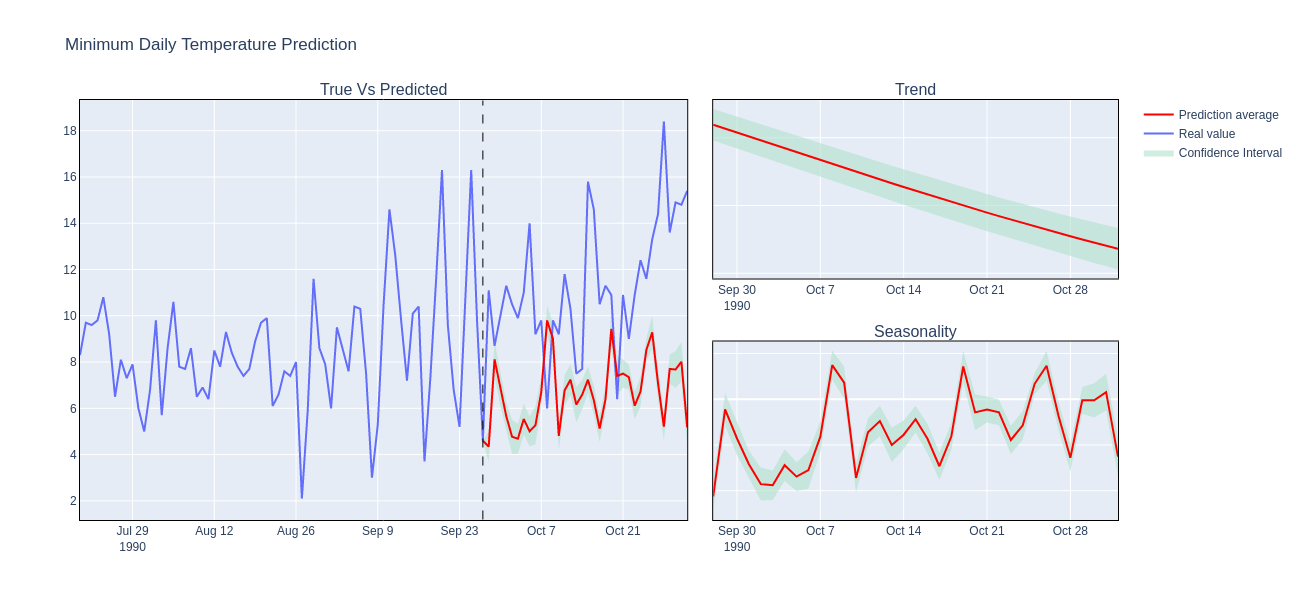 Minimum Daily Temperature Prediction
True Vs Predicted
18
16
14
12
10
8
6
4
2
Jul 29
1990
Aug 12
Aug 26
Sep 9
Sep 23
Oct 7
Oct 21
Trend
Sep 30
1990
Oct 7
Oct 14
Oct 21
Oct 28
Seasonality
Sep 30
1990
Oct 7
Oct 14
Oct 21
Oct 28
Prediction average
Real value
Confidence Interval